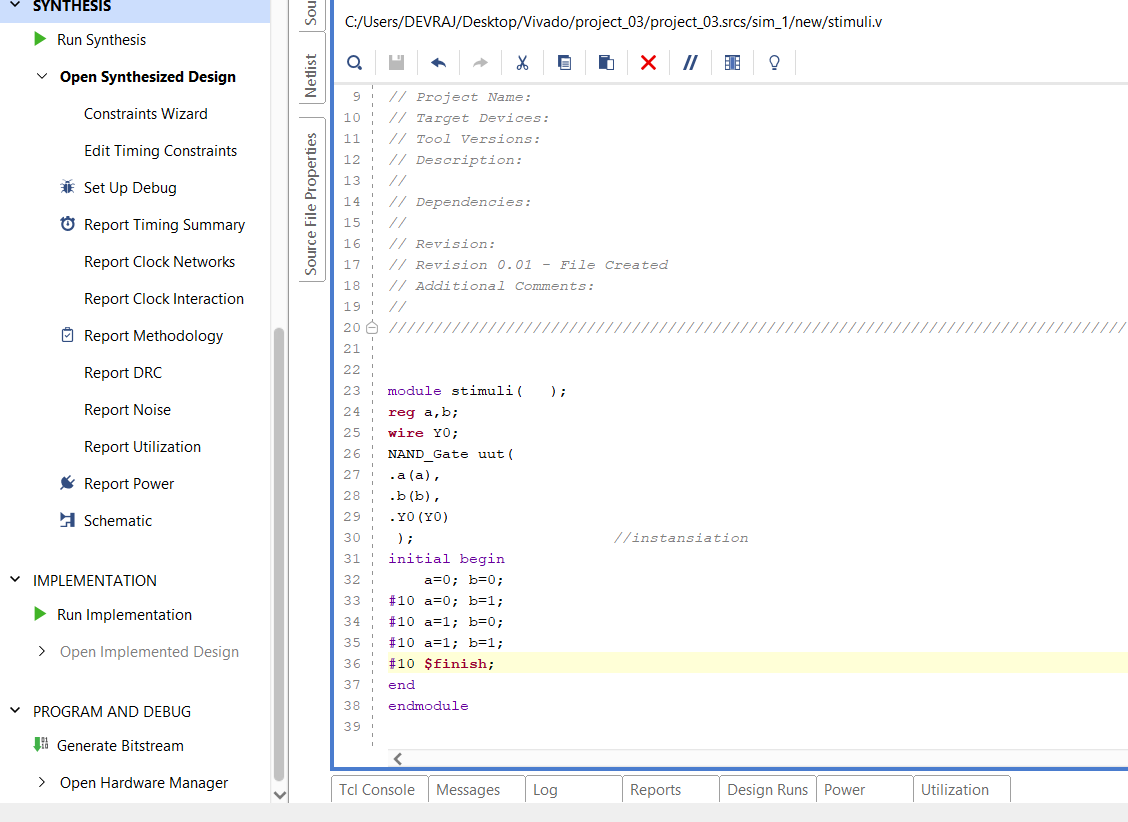 SYNTHESIS
Run Synthesis
Open Synthesized Design
Constraints Wizard
Edit Timing Constraints
Set Up Debug
Report Timing Summary
Report Clock Networks
Report Clock Interaction
Report Methodology
Report DRC
Report Noise
Report Utilization
Report Power
Schematic
IMPLEMENTATION
Run Implementation
Open Implemented Design
PROGRAM AND DEBUG
Generate Bitstream
Open Hardware Manager
Sou
Netlist
Source File Properties
C:/Users/DEVRAJ/Desktop/Vivado/project_03/project_03.srcs/sim_1/new/stimuli.v
9 // Project Name:
10 // Target Devices:
11 // Tool Versions:
12 // Description:
13 //
14 // Dependencies:
15 //
16 // Revision:
17 // Revision 0.01 - File Created
18 // Additional Comments:
19 //
20 //////////////////////////////////////////////////////////////////////////////////
21
22
23 module stimuli(   );
24 reg a,b;
25 wire Y0;
26 NAND_Gate uut(
27 .a(a),
28 .b(b),
29 .Y0(Y0)
30 ); //instansiation
31 initial begin
32 a=0; b=0;
33 #10 a=0; b=1;
34 #10 a=1; b=0;
35 #10 a=1; b=1;
36 #10 $finish;
37 end
38 endmodule
39
Tcl Console Messages Log Reports Design Runs Power Utilization